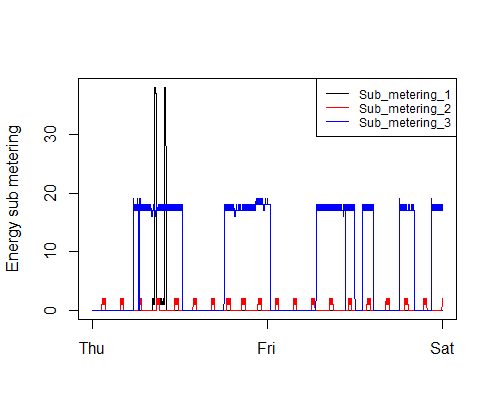 Sub_metering_1
Sub_metering_2
Sub_metering_3
Energy sub metering
30
20
10
0
Thu Fri Sat